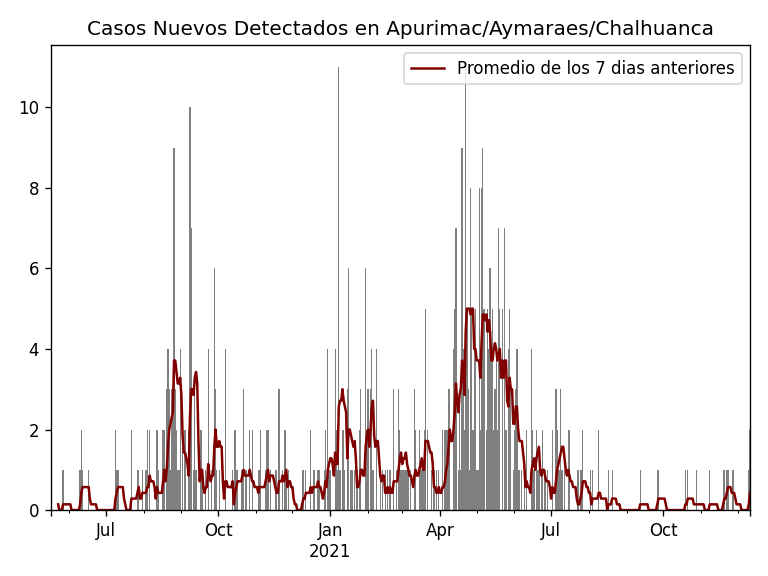 Casos Nuevos Detectados en Apurimac/Aymaraes/Chalhuanca
Promedio de los 7 dias anteriores
10
8
6
4
2
0
Jul Oct Jan Apr Jul Oct
2021